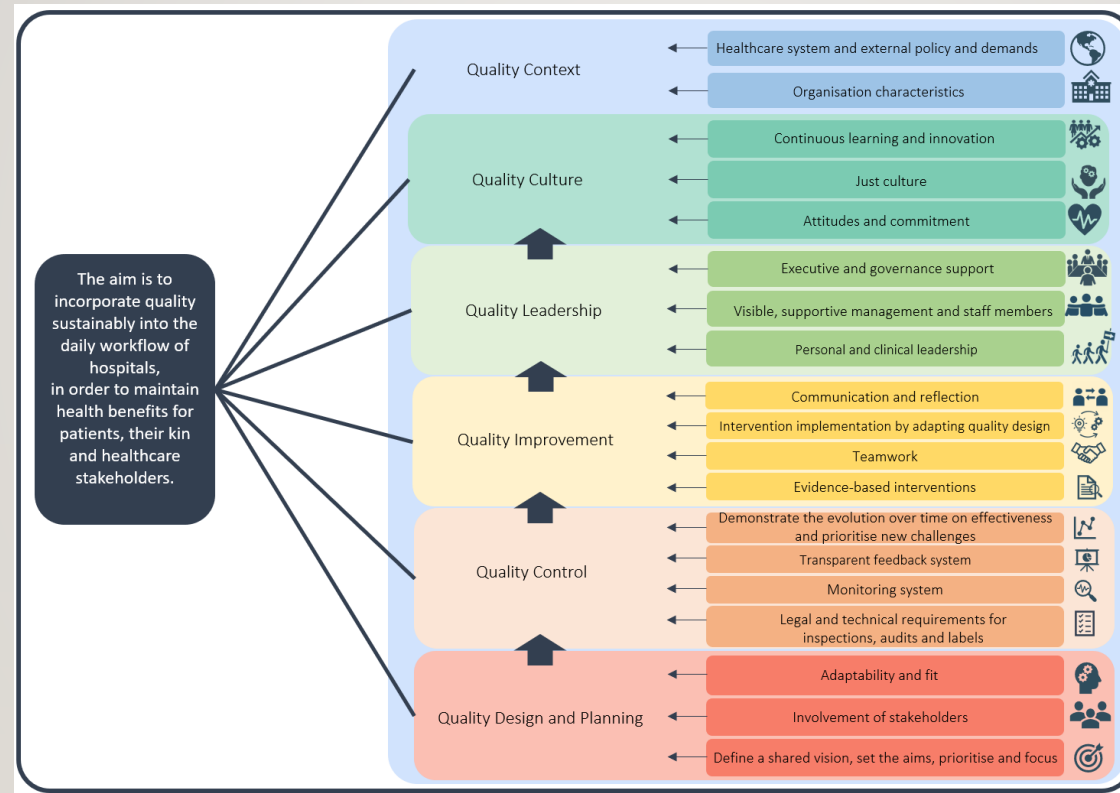 The aim is to
incorporate quality
sustainably into the
daily workflow of
hospitals,
in order to maintain
health benefits for
patients, their kin
and healthcare
stakeholders.
Quality Context
Healthcare system and external policy and demands
Organisation characteristics
Quality Culture
Continuous learning and innovation
Just culture
Attitudes and commitment
Quality Leadership
Executive and governance support
Visible, supportive management and staff members
Personal and clinical leadership
Quality Improvement
Communication and reflection
Intervention implementation by adapting quality design
Teamwork
Evidence-based interventions
Quality Control
Demonstrate the evolution over time on effectiveness
and prioritise new challenges
Transparent feedback system
Monitoring system
Legal and technical requirements for
inspections, audits and labels
Quality Design and Planning
Adaptability and fit
Involvement of stakeholders
Define a shared vision, set the aims, prioritise and focus